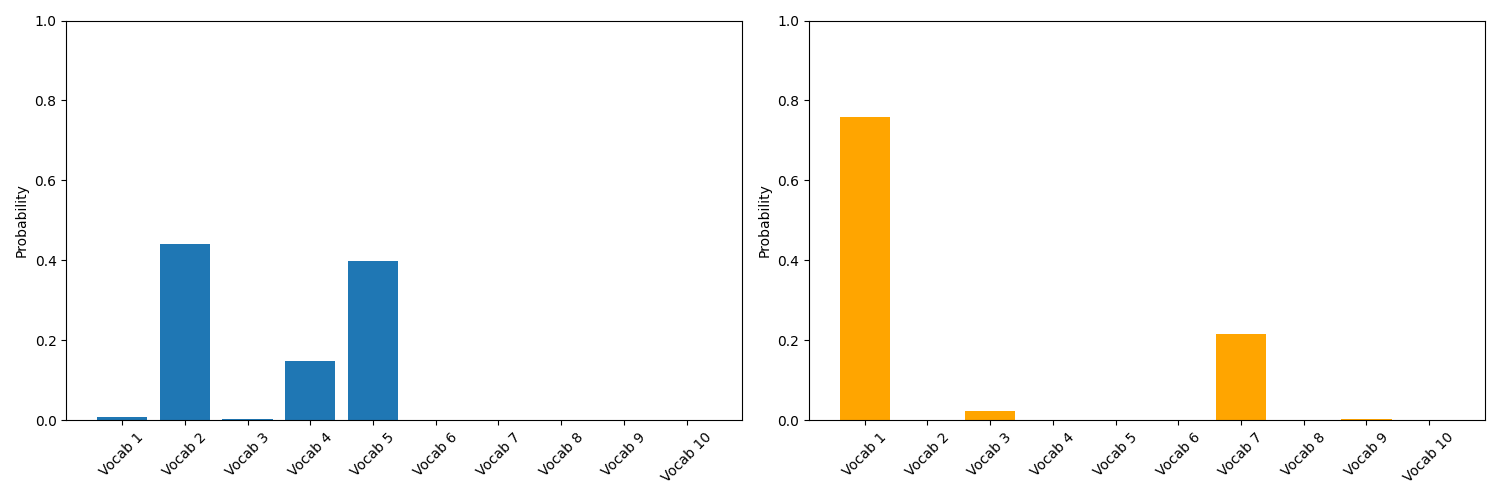 1.0
0.8
0.6
0.4
0.2
0.0
Probability
Vocab 1
Vocab 2
Vocab 3
Vocab 4
Vocab 5
Vocab 6
Vocab 7
Vocab 8
Vocab 9
Vocab 10
1.0
0.8
0.6
0.4
0.2
0.0
Probability
Vocab 1
Vocab 2
Vocab 3
Vocab 4
Vocab 5
Vocab 6
Vocab 7
Vocab 8
Vocab 9
Vocab 10